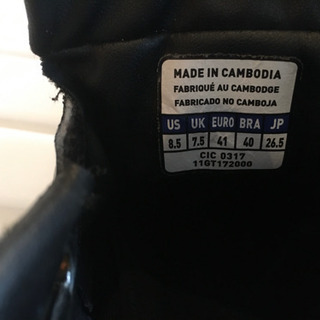 MADE IN CAMBODIA
FABRIQUÉ AU CAMBODGE
FABRICADO NO CAMBOJA
US UK EURO BRA JP
8.5 7.5 41 40 26.5
CIC 0317
11GT172000